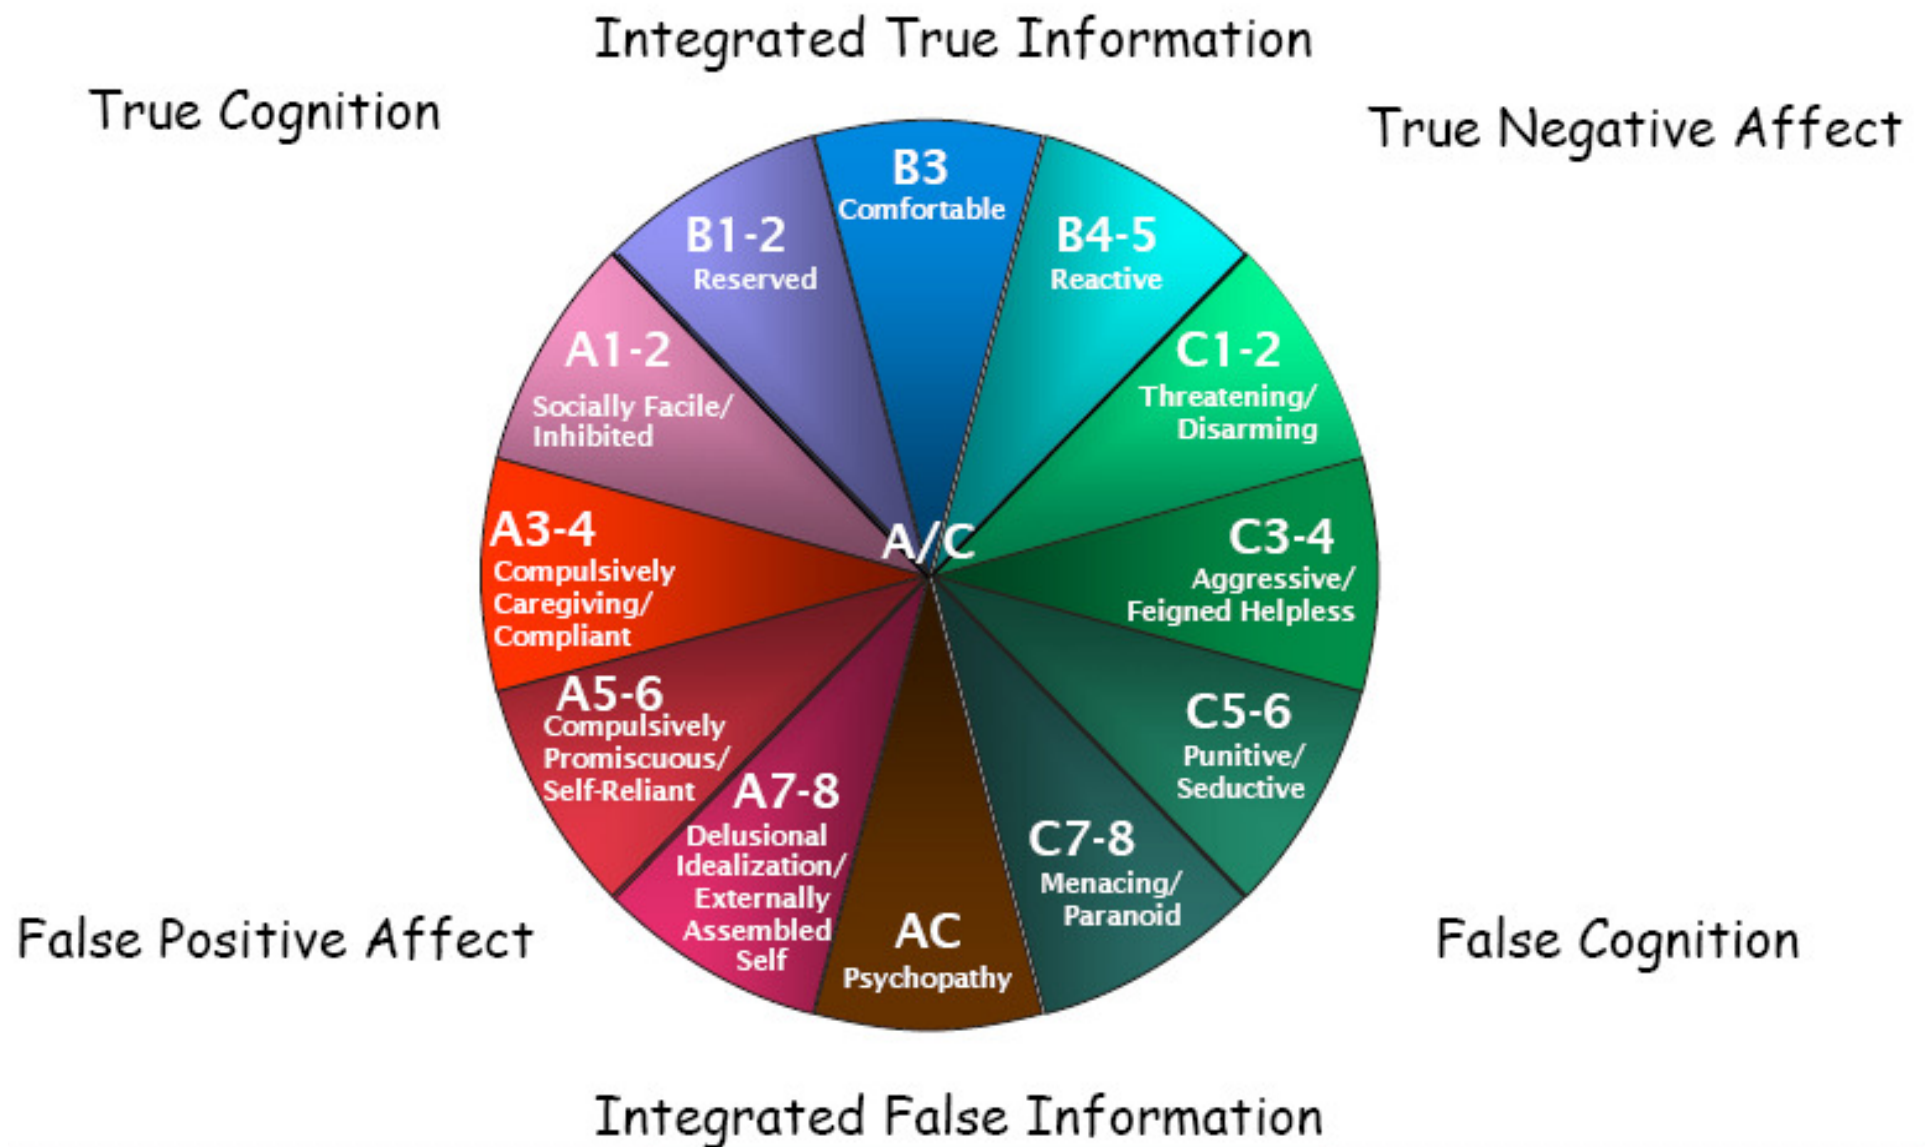 Integrated True Information
True Cognition
True Negative Affect
B3
Comfortable
B1-2
Reserved
B4-5
Reactive
A1-2
Socially Facile/
Inhibited
C1-2
Threatening/
Disarming
A/C
A3-4
Compulsively
Caregiving/
Compliant
C3-4
Aggressive/
Feigned Helpless
A5-6
Compulsively
Promiscuous/
Self-Reliant
C5-6
Punitive/
Seductive
A7-8
Delusional
Idealization/
Externally
Assembled
Self
C7-8
Menacing/
Paranoid
AC
Psychopathy
False Positive Affect
False Cognition
Integrated False Information